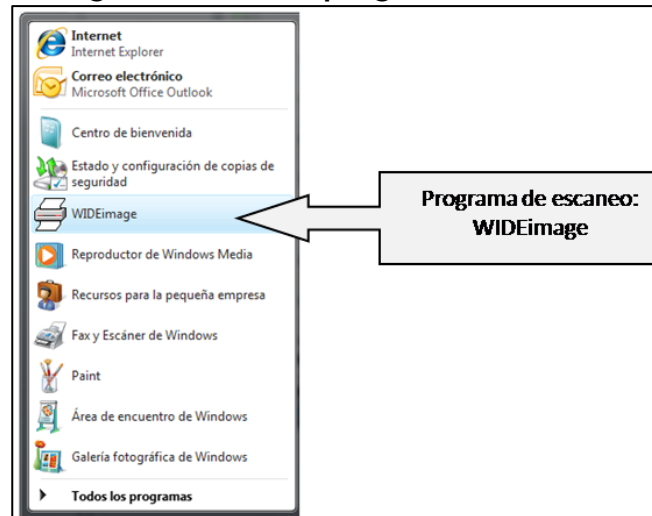 Internet
Internet Explorer
Correo electrónico
Microsoft Office Outlook
Centro de bienvenida
Estado y configuración de copias de
seguridad
WIDEimage
Programa de escaneo:
WIDEimage
Reproductor de Windows Media
Recursos para la pequeña empresa
Fax y Escáner de Windows
Paint
Área de encuentro de Windows
Galería fotográfica de Windows
Todos los programas